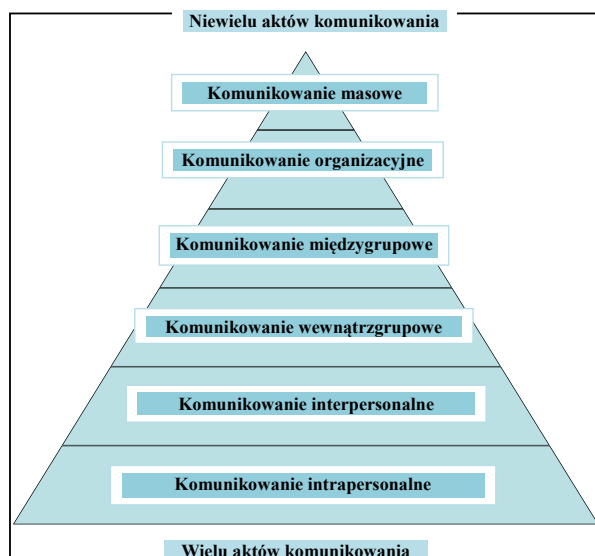 Niewielu aktów komunikowania
Komunikowanie masowe
Komunikowanie organizacyjne
Komunikowanie międzygrupowe
Komunikowanie wewnątrzgrupowe
Komunikowanie interpersonalne
Komunikowanie intrapersonalne
Wielu aktów komunikowania